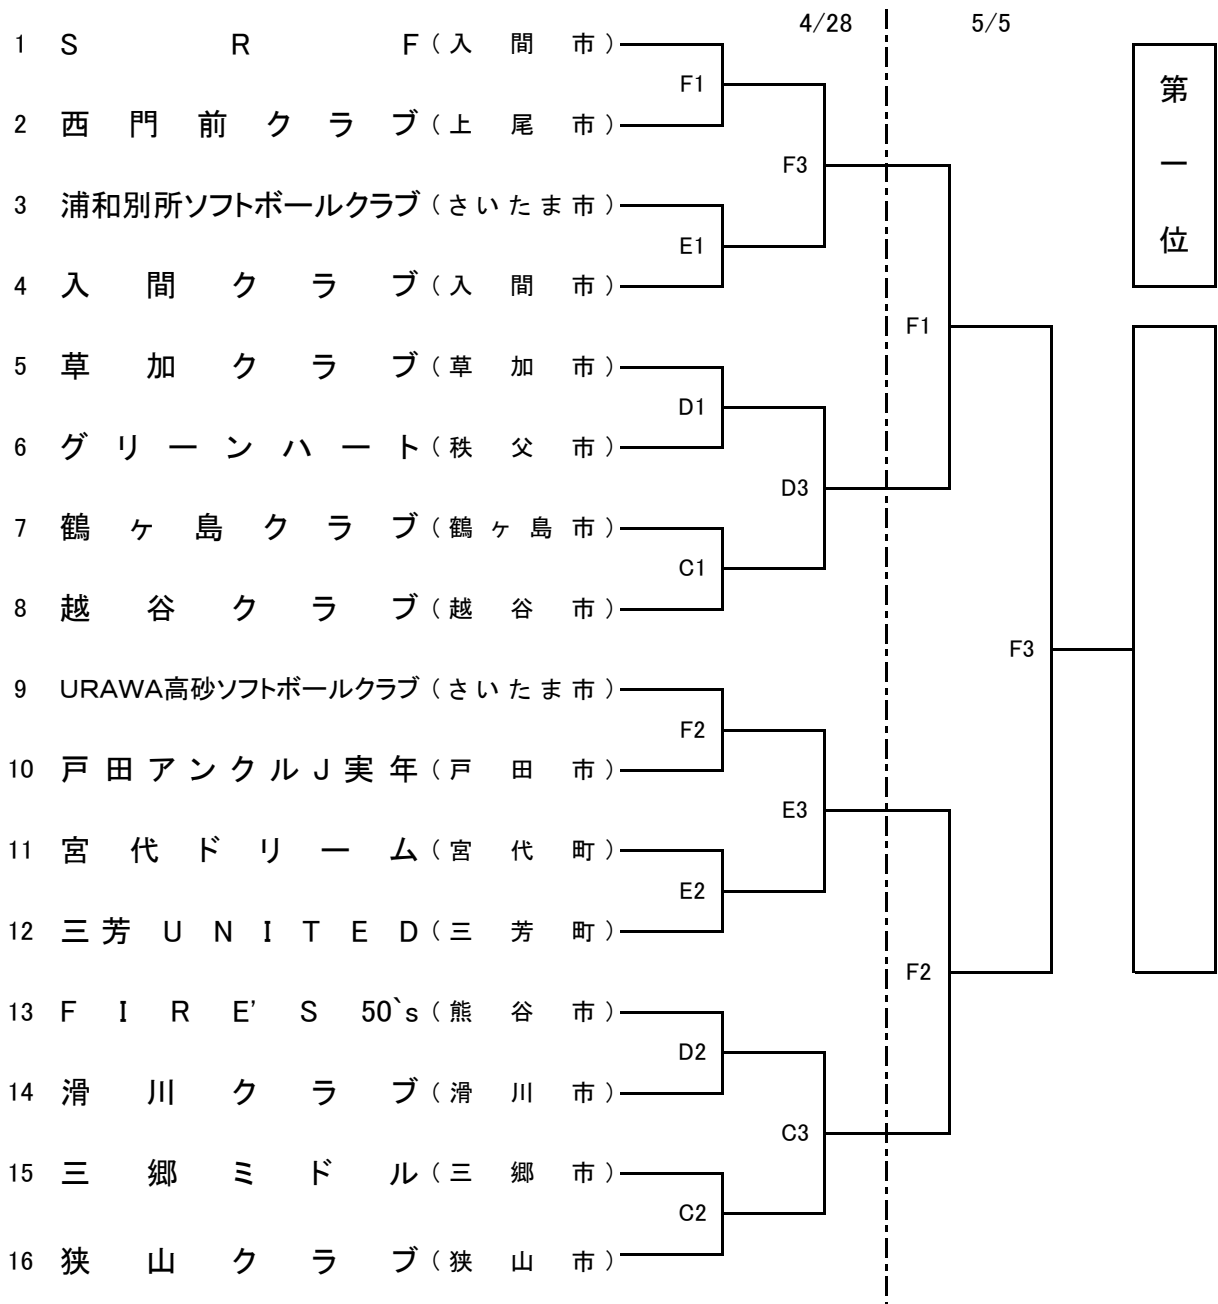 4/28 5/5
1 S R F (入間市)
F1
2 西門前クラブ (上尾市)
F3
3 浦和別所ソフトボールクラブ (さいたま市)
E1
4 入間クラブ (入間市)
F1
5 草加クラブ (草加市)
D1
6 グリーンハート (秩父市)
D3
7 鶴ヶ島クラブ (鶴ヶ島市)
C1
8 越谷クラブ (越谷市)
F3
9 URAWA高砂ソフトボールクラブ (さいたま市)
F2
10 戸田アンクルJ実年 (戸田市)
E3
11 宮代ドリーム (宮代町)
E2
12 三芳UNITED (三芳町)
F2
13 FIRE'S 50`s (熊谷市)
D2
14 滑川クラブ (滑川市)
C3
15 三郷ミドル (三郷市)
C2
16 狭山クラブ (狭山市)
第一位